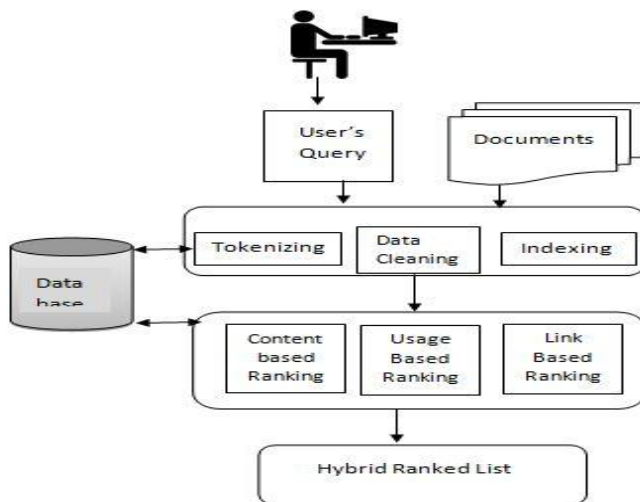 User's
Query
Documents
Tokenizing
Data
Cleaning
Indexing
Data
base
Content
based
Ranking
Usage
Based
Ranking
Link
Based
Ranking
Hybrid Ranked List